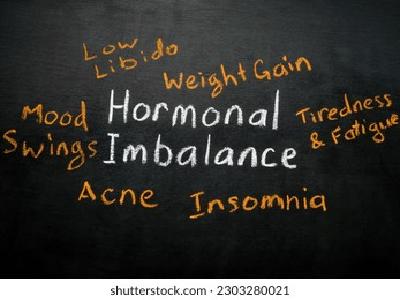 Low
Libido
Weight Gain
Mood
Swings
Hormonal
Imbalance
Tiredness
& Fatigue
Acne
Insomnia
shutterstock.com · 2303280021